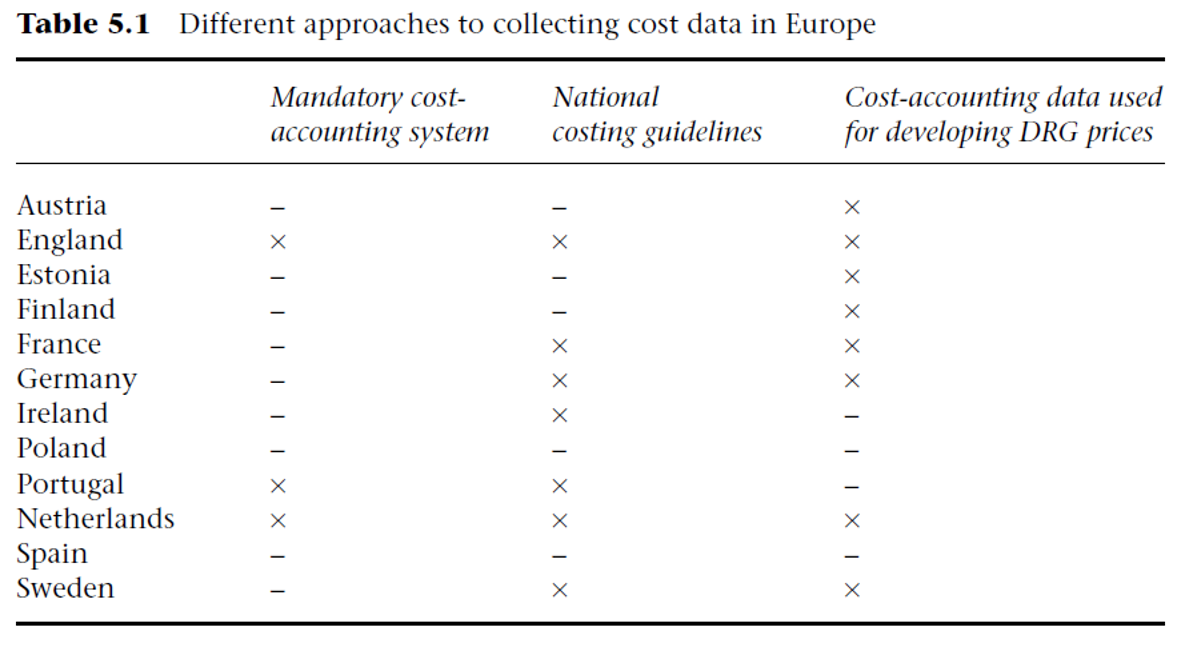 Table 5.1 Different approaches to collecting cost data in Europe
Mandatory cost-accounting system National costing guidelines Cost-accounting data used for developing DRG prices
Austria – – ×
England × × ×
Estonia – – ×
Finland – – ×
France – × ×
Germany – × ×
Ireland – × –
Poland – – –
Portugal × × –
Netherlands × × ×
Spain – – –
Sweden – × ×